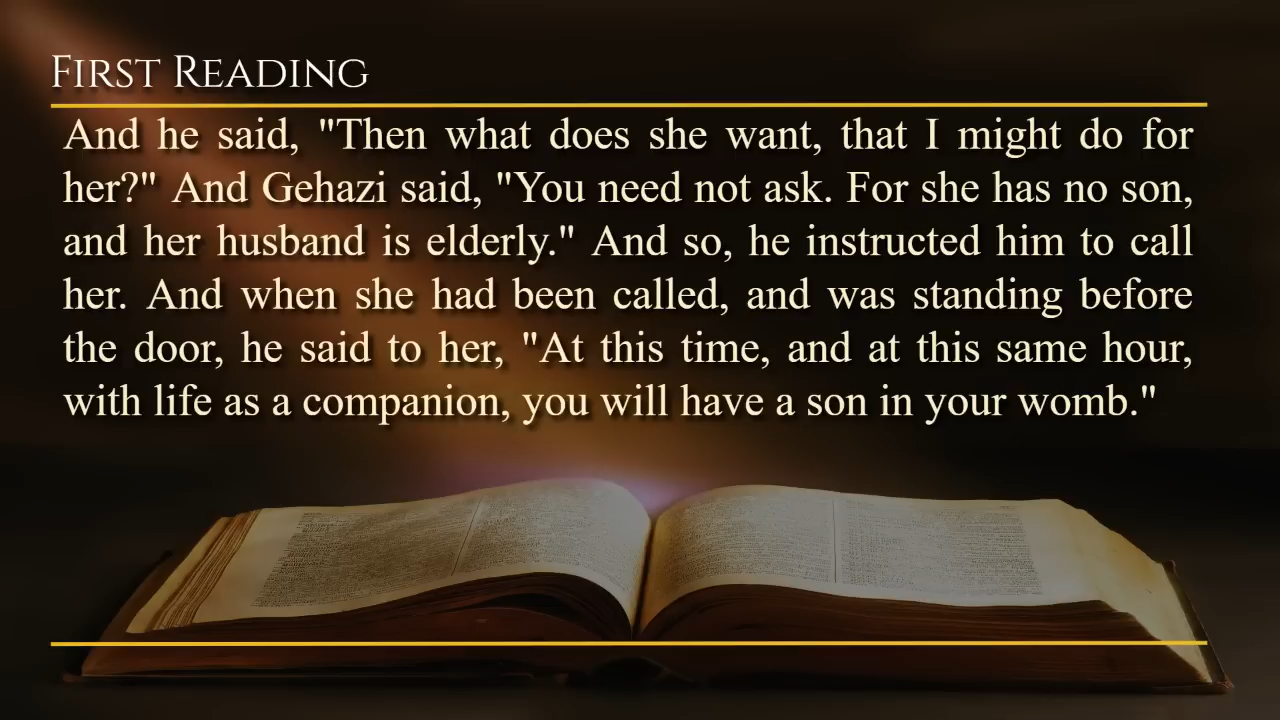 FIRST READING
And he said, "Then what does she want, that I might do for
her?" And Gehazi said, "You need not ask. For she has no son,
and her husband is elderly." And so, he instructed him to call
her. And when she had been called, and was standing before
the door, he said to her, "At this time, and at this same hour,
with life as a companion, you will have a son in your womb."